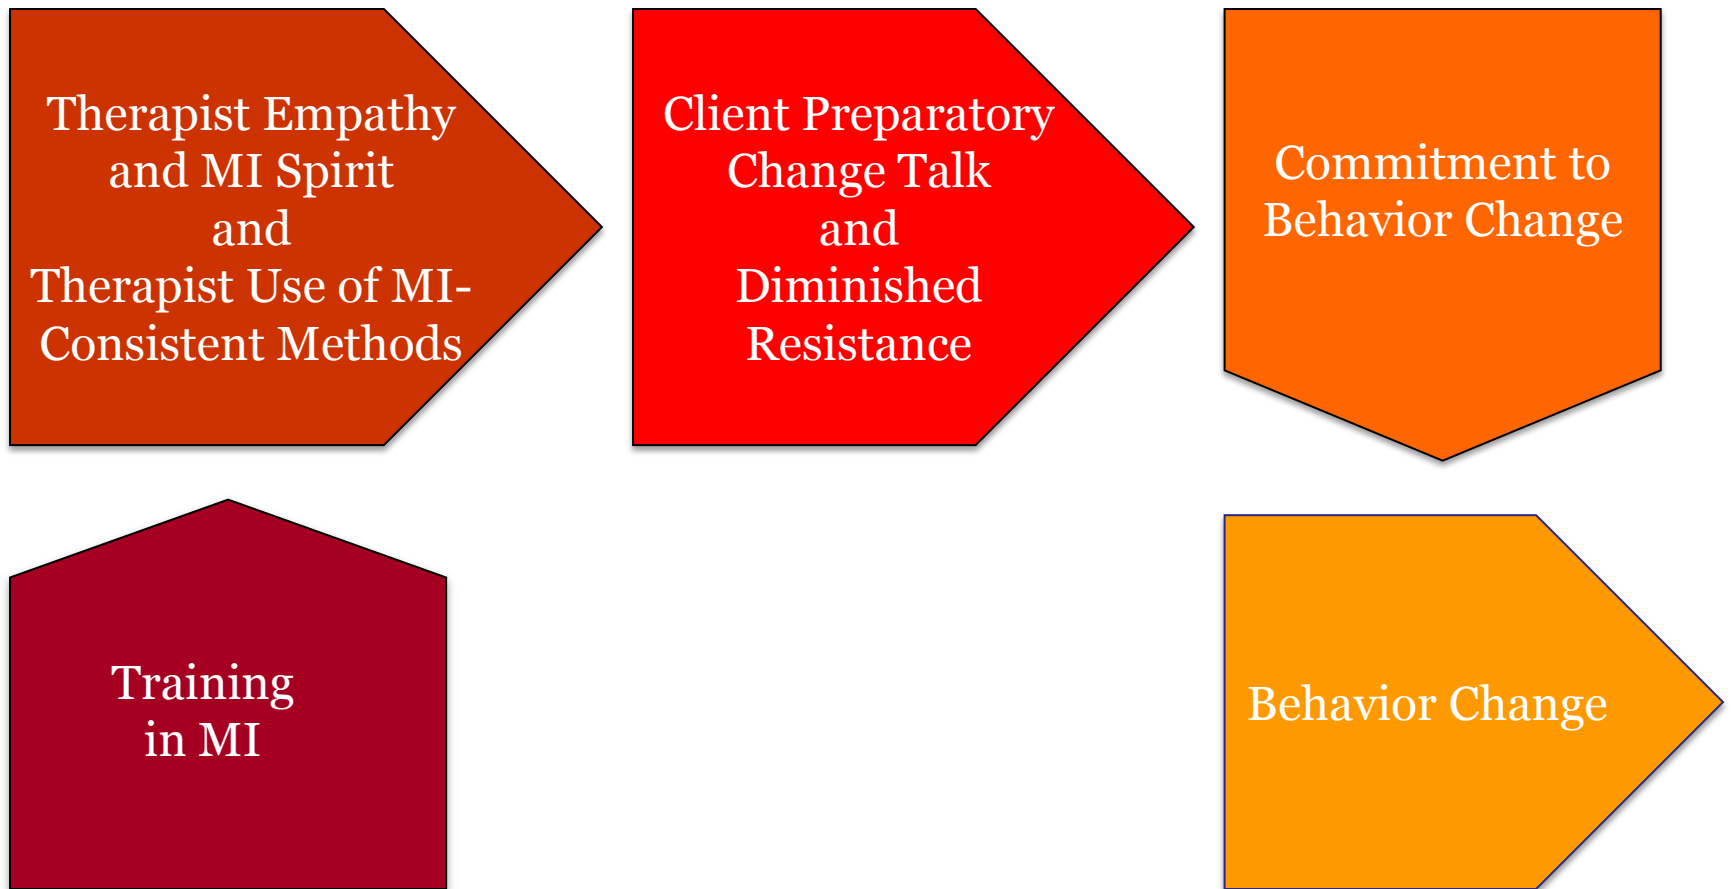 Therapist Empathy
and MI Spirit
and
Therapist Use of MI-
Consistent Methods
Client Preparatory
Change Talk
and
Diminished
Resistance
Commitment to
Behavior Change
Training
in MI
Behavior Change